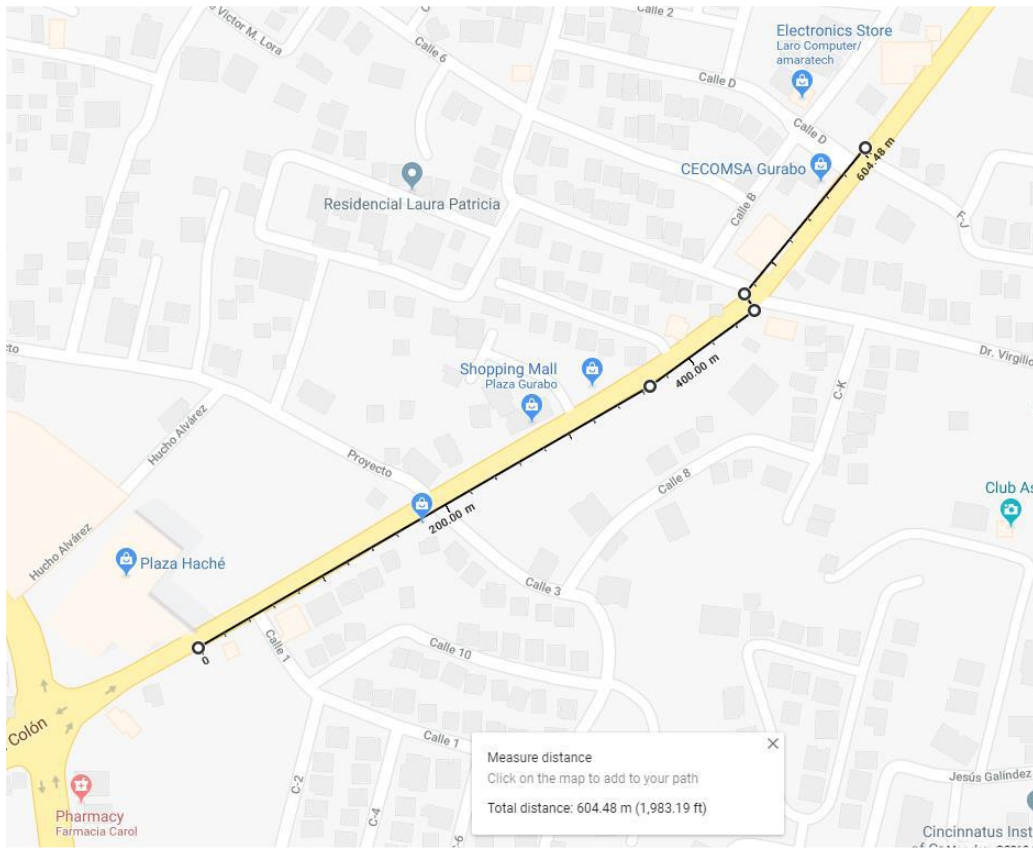 Victor M. Lora
Calle 2
Calle 6
Electronics Store
Laro Computer/
amaratech
Calle D
Calle D
CECOMSA Gurabo
604.48 m
Residencial Laura Patricia
Calle B
F-J
Dr. Virgilio
Shopping Mall
Plaza Gurabo
400.00 m
C-K
Hucho Alvárez
Proyecto
Calle 8
200.00 m
Club As
Hucho Alvárez
Plaza Haché
Calle 3
Calle 1
0
Calle 10
Colón
Calle 1
C-2
C-4
C-6
Measure distance
Click on the map to add to your path
Total distance: 604.48 m (1,983.19 ft)
Jesús Galíndez
Pharmacy
Farmacia Carol
Cincinnatus Inst